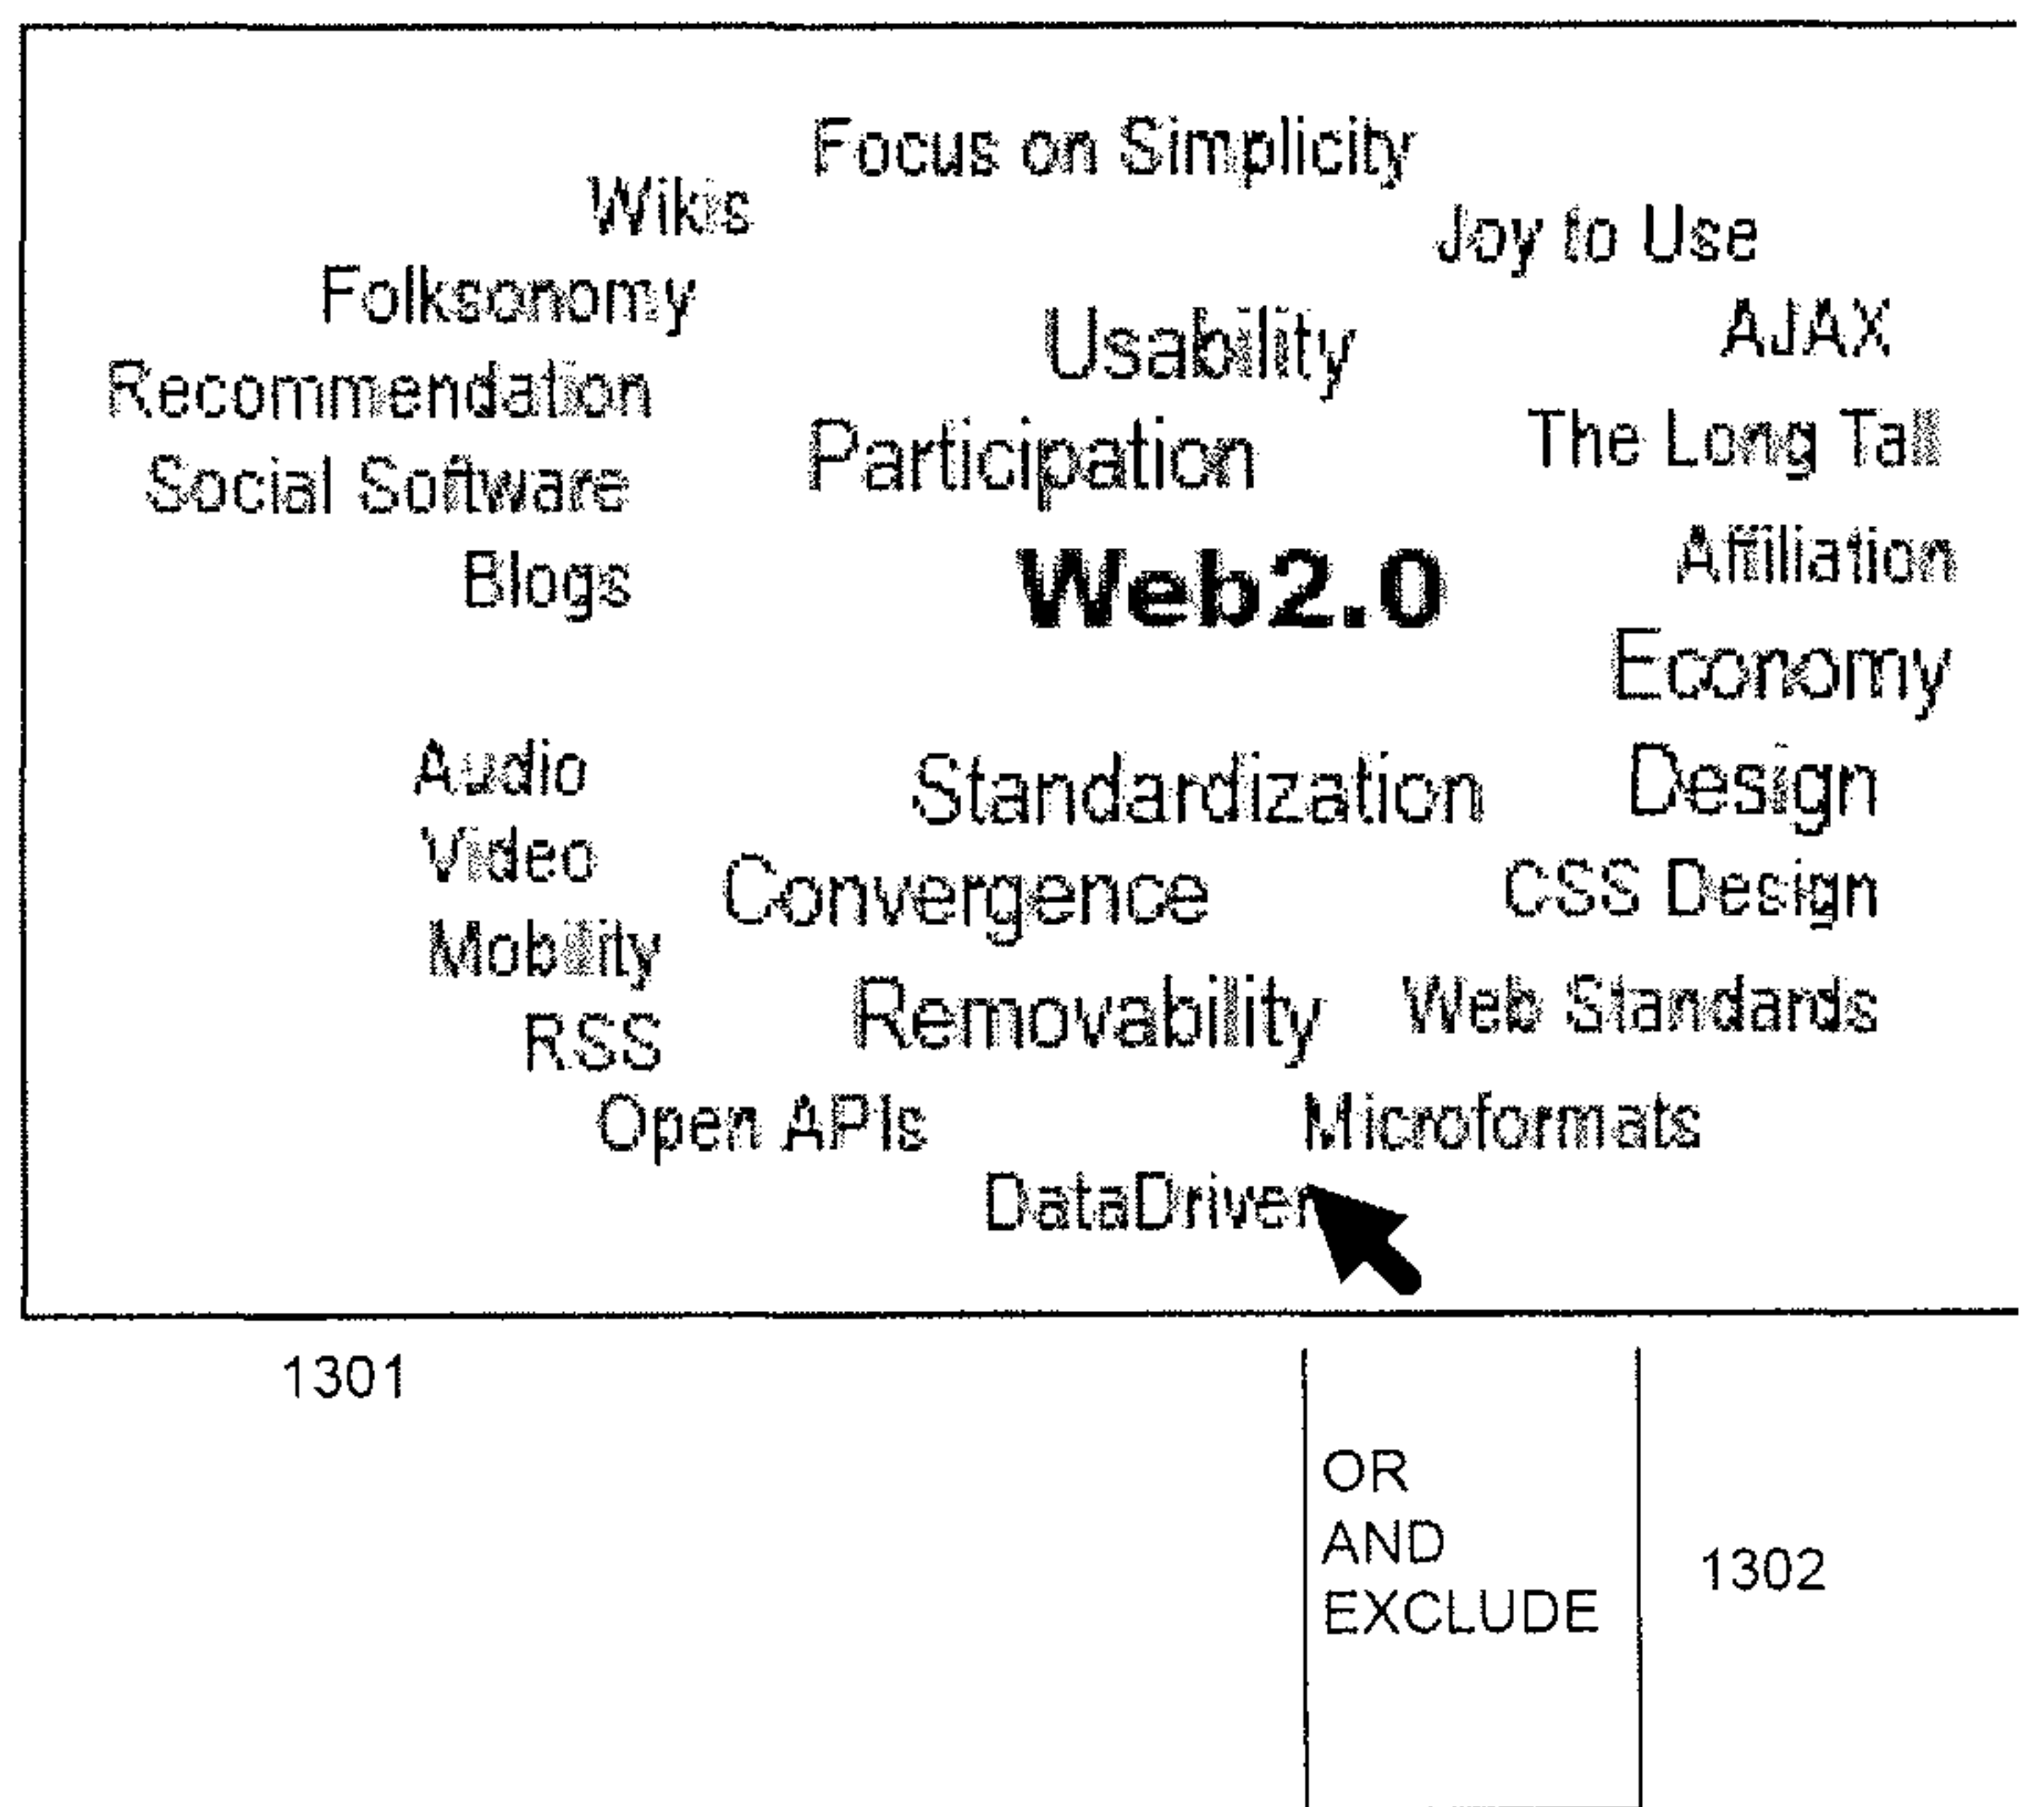 Focus on Simplicity
Wikis
Joy to Use
Folksonomy
Usability
AJAX
Recommendation
Participation
The Long Tall
Social Software
Web2.0
Affiliation
Blogs
Economy
Audio
Standardization
Design
Video
Convergence
CSS Design
Mobility
Removability
Web Standards
RSS
Open APIs
Microformats
DataDriven
1301
OR
AND
EXCLUDE
1302